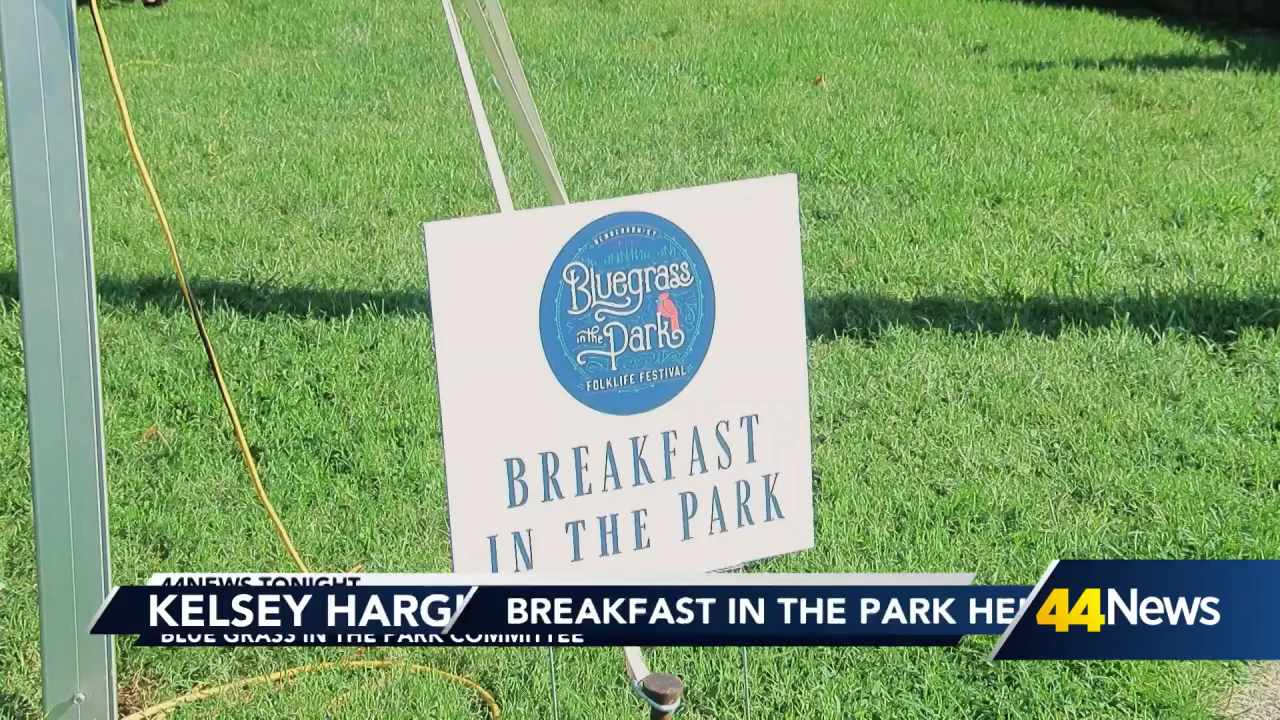 HENDERSON·KY
Bluegrass
in the Park
FOLKLIFE FESTIVAL
BREAKFAST
IN THE PARK
44NEWS TONIGHT
KELSEY HARG
BREAKFAST IN THE PARK HE
44News
BLUE GRASS IN THE PARK COMMITTEE